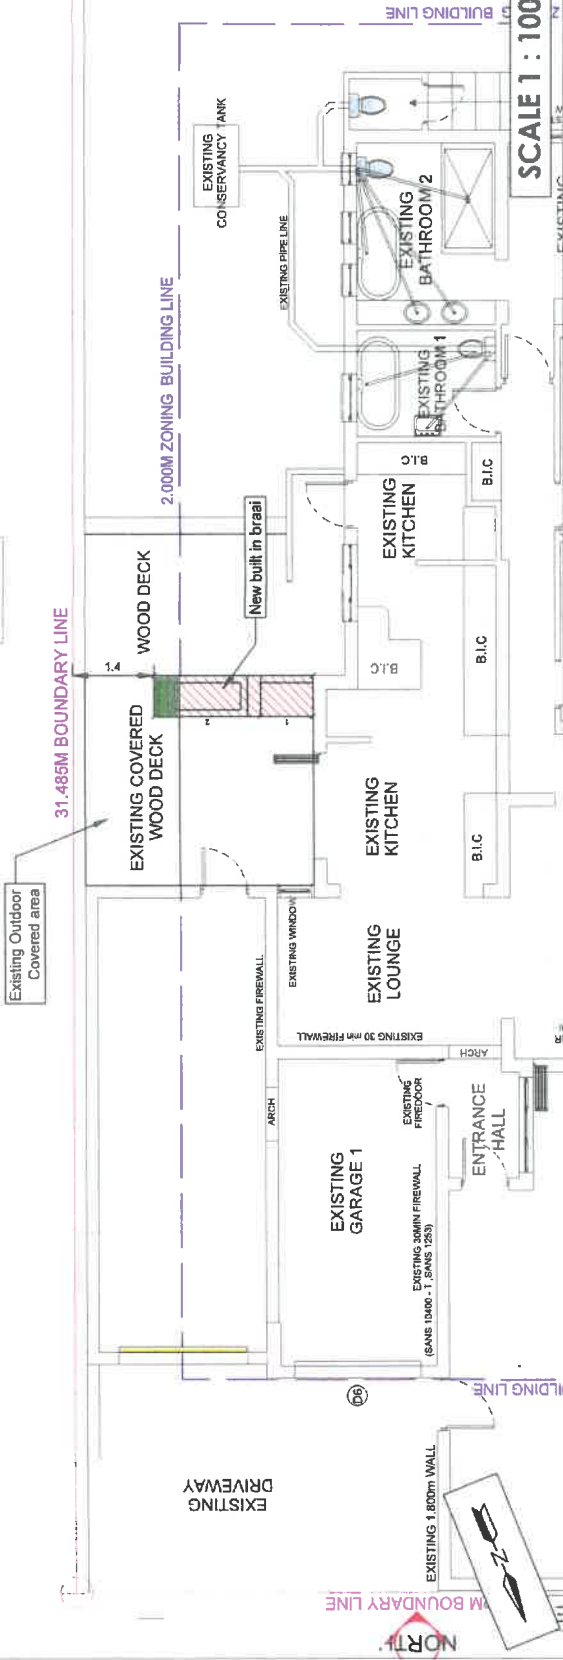 BUILDING LINE
SCALE 1 : 100
EXISTING
CONSERVANCY TANK
2.000M ZONING BUILDING LINE
EXISTING PIPE LINE
EXISTING
BATHROOM 2
EXISTING
BATHROOM 1
B.I.C
B.I.C
EXISTING
KITCHEN
New built in braai
WOOD DECK
31.485M BOUNDARY LINE
1.4
2
1
B.I.C
B.I.C
EXISTING COVERED
WOOD DECK
Existing Outdoor
Covered area
EXISTING
KITCHEN
B.I.C
EXISTING WINDOW
EXISTING
LOUNGE
EXISTING FIREWALL
EXISTING 30 min FIREWALL
ARCH
ARCH
EXISTING
FIREDOOR
ENTRANCE
HALL
EXISTING
GARAGE 1
EXISTING 30MIN FIREWALL
(SANS 10400 - T ,SANS 1253)
D6
EXISTING
DRIVEWAY
EXISTING 1,800m WALL
M BOUNDARY LINE
N
NORTH